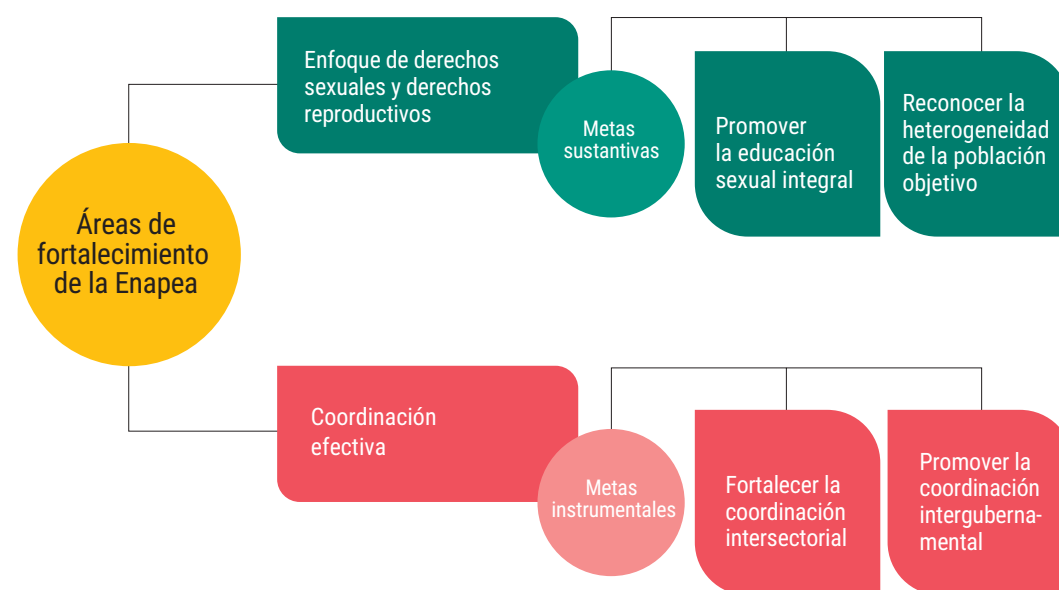 Áreas de
fortalecimiento
de la Enapea
Enfoque de derechos
sexuales y derechos
reproductivos
Metas
sustantivas
Promover
la educación
sexual integral
Reconocer la
heterogeneidad
de la población
objetivo
Coordinación
efectiva
Metas
instrumentales
Fortalecer la
coordinación
intersectorial
Promover la
coordinación
interguberna-
mental